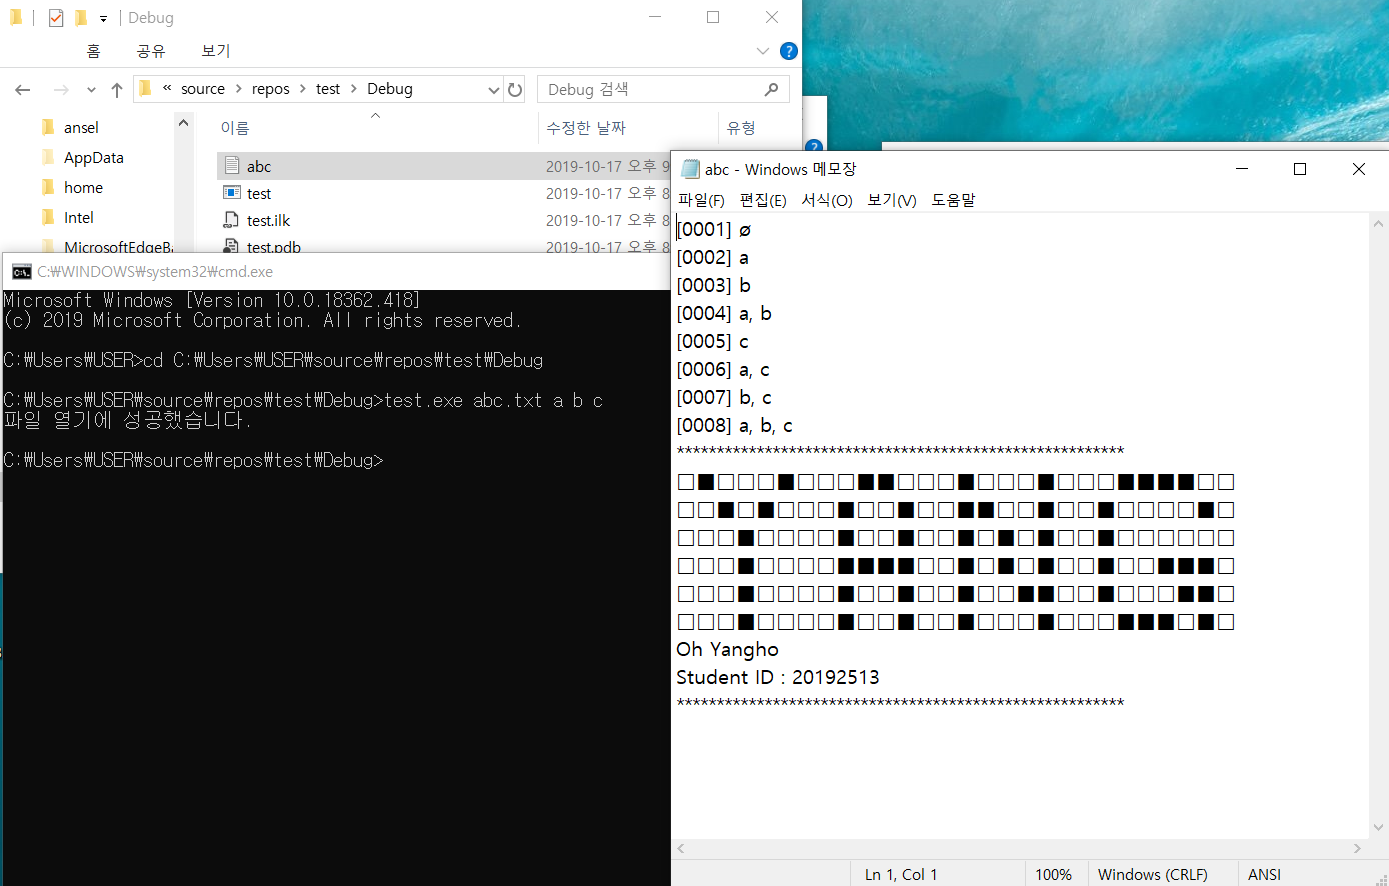 Debug
홈 공유 보기
« source > repos > test > Debug
Debug 검색
ansel
AppData
home
Intel
이름 수정한 날짜 유형
abc 2019-10-17 오후 9
test 2019-10-17 오후 8
test.ilk 2019-10-17 오후 8
test.pdb 2019-10-17 오후 8
C:₩WINDOWS₩system32₩cmd.exe
Microsoft Windows [Version 10.0.18362.418]
(c) 2019 Microsoft Corporation. All rights reserved.
C:₩Users₩USER>cd C:₩Users₩USER₩source₩repos₩test₩Debug
C:₩Users₩USER₩source₩repos₩test₩Debug>test.exe abc.txt a b c
파일 열기에 성공했습니다.
C:₩Users₩USER₩source₩repos₩test₩Debug>
abc - Windows 메모장
파일(F) 편집(E) 서식(O) 보기(V) 도움말
[0001] ø
[0002] a
[0003] b
[0004] a, b
[0005] c
[0006] a, c
[0007] b, c
[0008] a, b, c
********************************************************
□■□□□■□□□■■□□□■□□□■□□□■■■■□□
□□■□■□□□■□□■□□■■□□■□□■□□□□■□
□□□■□□□□■□□■□□■□■□■□□■□□□□□□
□□□■□□□□■■■■□□■□■□■□□■□□■■■□
□□□■□□□□■□□■□□■□□■■□□■□□□■■□
□□□■□□□□■□□■□□■□□□■□□□■■■□■□
Oh Yangho
Student ID : 20192513
********************************************************
Ln 1, Col 1 100% Windows (CRLF) ANSI